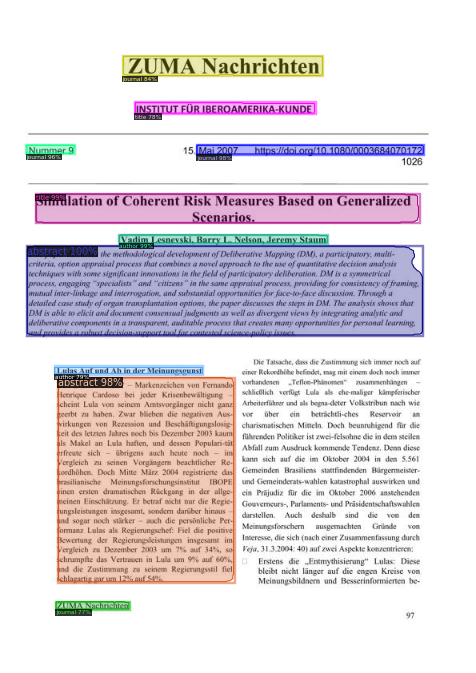 ZUMA Nachrichten
journal 84%
INSTITUT FÜR IBEROAMERIKA-KUNDE
title 78%
Nummer 9
journal 96%
15. Mai 2007 https://doi.org/10.1080/0003684070172
1026
journal 98%
Simulation of Coherent Risk Measures Based on Generalized
Scenarios.
Vadim Lesnevski, Barry L. Nelson, Jeremy Staum
author 99%
abstract 100%
the methodological development of Deliberative Mapping (DM), a participatory, multi-
criteria, option appraisal process that combines a novel approach to the use of quantitative decision analysis
techniques with some significant innovations in the field of participatory deliberation. DM is a symmetrical
process, engaging "specialists" and "citizens" in the same appraisal process, providing for consistency of framing,
mutual inter-linkage and interrogation, and substantial opportunities for face-to-face discussion. Through a
detailed case study of organ transplantation options, the paper discusses the steps in DM. The analysis shows that
DM is able to elicit and document consensual judgments as well as divergent views by integrating analytic and
deliberative components in a transparent, auditable process that creates many opportunities for personal learning,
and provides a robust decision-support tool for contested science-policy issues.
Lulas Auf und Ab in der Meinungsgunst
author 79%
abstract 98%
– Markenzeichen von Fernando
Henrique Cardoso bei jeder Krisenbewältigung –
scheint Lula von seinem Amtsvorgänger nicht ganz
geerbt zu haben. Zwar blieben die negativen Aus-
wirkungen von Rezession und Beschäftigungslosig-
keit des letzten Jahres noch bis Dezember 2003 kaum
als Makel an Lula haften, und dessen Populari-tät
erfreute sich – übrigens auch heute noch – im
Vergleich zu seinen Vorgängern beachtlicher Re-
kordhöhen. Doch Mitte März 2004 registrierte das
brasilianische Meinungsforschungsinstitut IBOPE
einen ersten dramatischen Rückgang in der allge-
meinen Einschätzung. Er betraf nicht nur die Regie-
rungsleistungen insgesamt, sondern darüber hinaus –
und sogar noch stärker – auch die persönliche Per-
formanz Lulas als Regierungschef: Fiel die positive
Bewertung der Regierungsleistungen insgesamt im
Vergleich zu Dezember 2003 um 7% auf 34%, so
schrumpfte das Vertrauen in Lula um 9% auf 60%,
und die Zustimmung zu seinem Regierungsstil fiel
schlagartig gar um 12% auf 54%.
Die Tatsache, dass die Zustimmung sich immer noch auf
einer Rekordhöhe befindet, mag mit einem doch noch immer
vorhandenen „Teflon-Phänomen“ zusammenhängen –
schließlich verfügt Lula als ehe-maliger kämpferischer
Arbeiterführer und als begna-deter Volkstribun nach wie
vor über ein beträchtli-ches Reservoir an
charismatischen Mitteln. Doch beunruhigend für die
führenden Politiker ist zwei-felsohne die in dem steilen
Abfall zum Ausdruck kommende Tendenz. Denn diese
kann sich auf die im Oktober 2004 in den 5.561
Gemeinden Brasiliens stattfindenden Bürgermeister-
und Gemeinderats-wahlen katastrophal auswirken und
ein Präjudiz für die im Oktober 2006 anstehenden
Gouverneurs-, Parlaments- und Präsidentschaftswahlen
darstellen. Auch deshalb sind die von den
Meinungsforschern ausgemachten Gründe von
Interesse, die sich (nach einer Zusammenfassung durch
Veja, 31.3.2004: 40) auf zwei Aspekte konzentrieren:
Erstens die „Entmythisierung“ Lulas: Diese
bleibt nicht länger auf die engen Kreise von
Meinungsbildnern und Besserinformierten be-
ZUMA Nachrichten
journal 77%
97